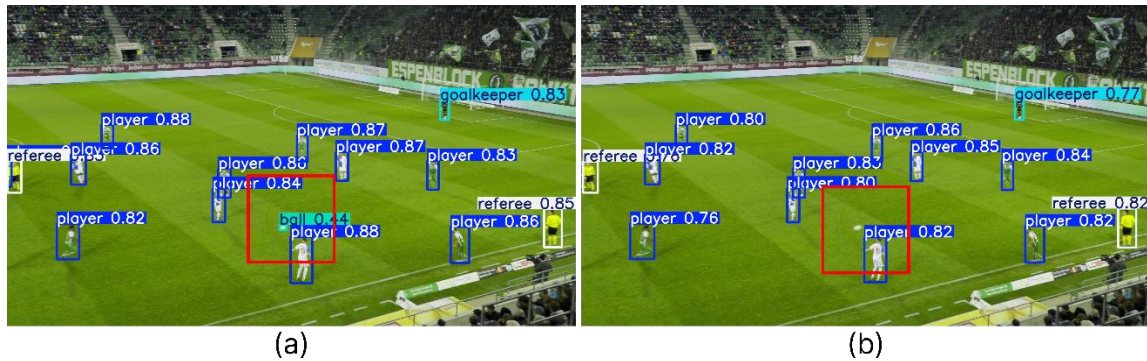 goalkeeper 0.83
player 0.88
player 0.87
player 0.86
player 0.87
player 0.83
player 0.84
ball 0.44
player 0.82
player 0.88
player 0.86
referee 0.85
ESPENBLOCK
(a)
goalkeeper 0.77
player 0.80
player 0.86
player 0.82
player 0.85
player 0.84
player 0.83
player 0.80
player 0.76
player 0.82
player 0.82
referee 0.82
ESPENBLOCK
(b)